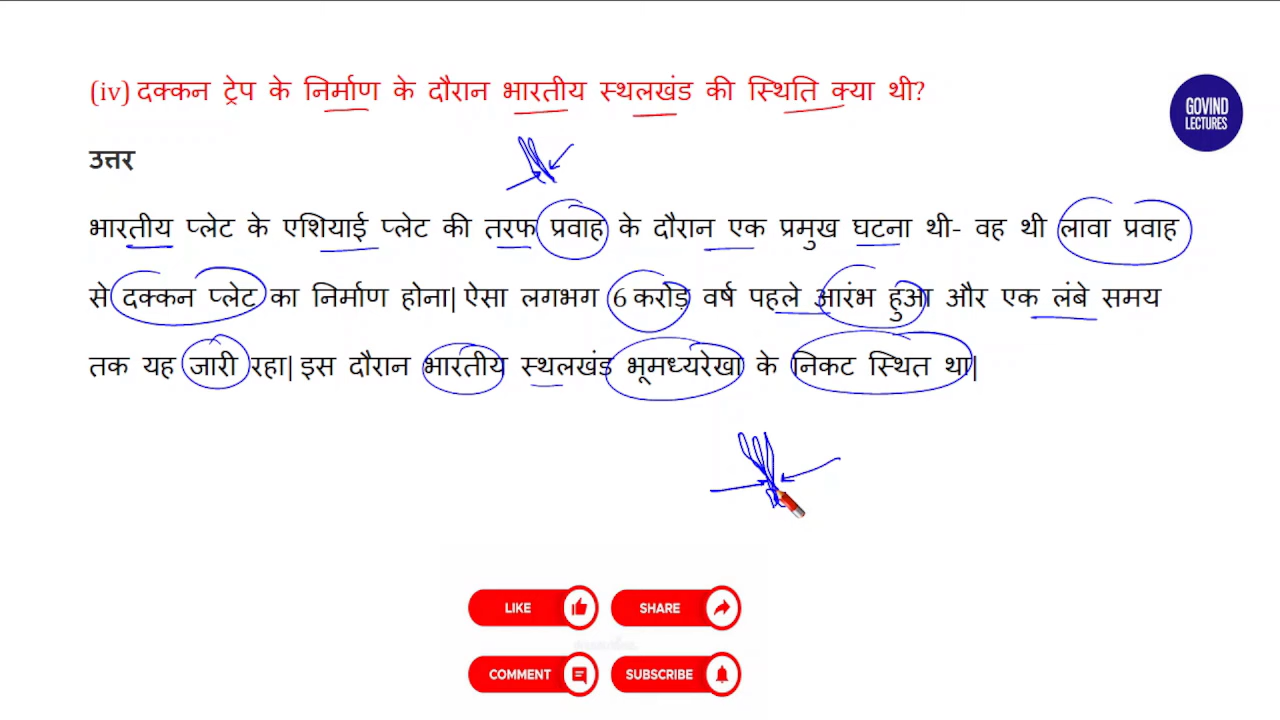 (iv) दक्कन ट्रेप के निर्माण के दौरान भारतीय स्थलखंड की स्थिति क्या थी?
GOVIND
LECTURES
उत्तर
भारतीय प्लेट के एशियाई प्लेट की तरफ प्रवाह के दौरान एक प्रमुख घटना थी- वह थी लावा प्रवाह
से दक्कन प्लेट का निर्माण होना| ऐसा लगभग 6 करोड़ वर्ष पहले आरंभ हुआ और एक लंबे समय
तक यह जारी रहा| इस दौरान भारतीय स्थलखंड भूमध्यरेखा के निकट स्थित था|
LIKE SHARE
COMMENT SUBSCRIBE